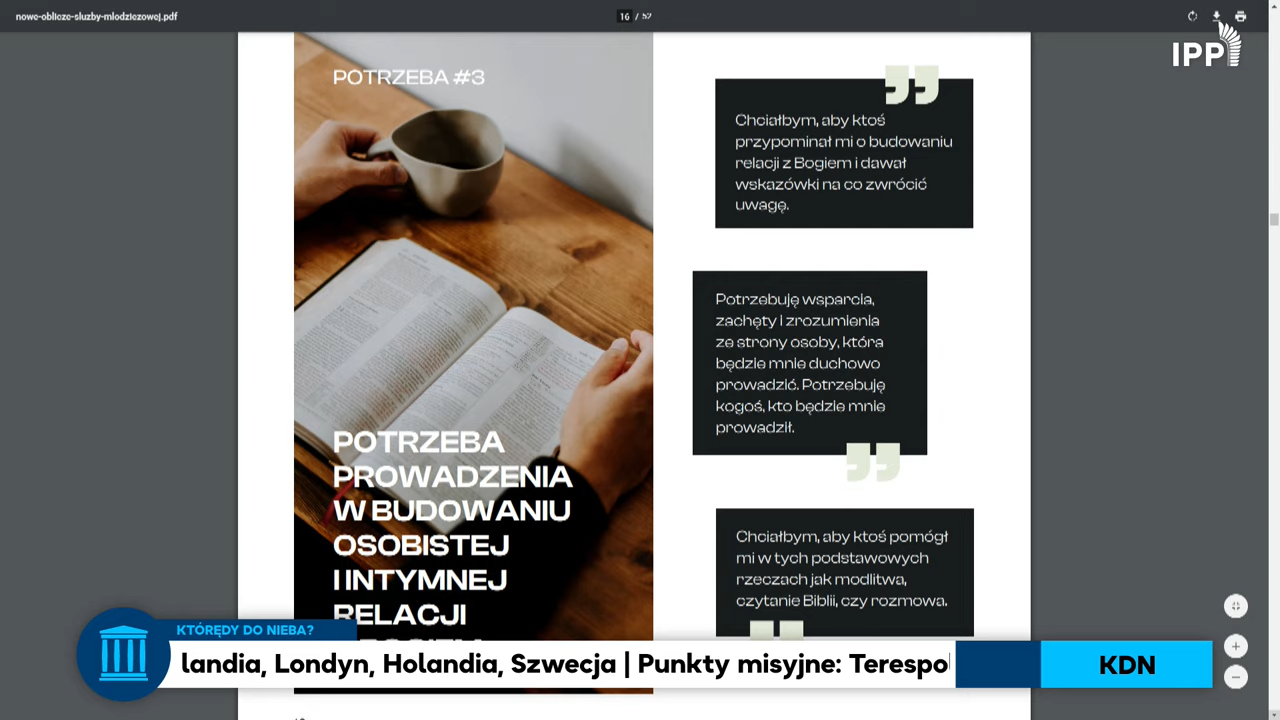 nowe-oblicze-sluzby-mlodziezowej.pdf
16 / 52
IPP
POTRZEBA #3
POTRZEBA
PROWADZENIA
W BUDOWANIU
OSOBISTEJ
I INTYMNEJ
RELACJI
Chciałbym, aby ktoś
przypominał mi o budowaniu
relacji z Bogiem i dawał
wskazówki na co zwrócić
uwagę.
Potrzebuję wsparcia,
zachęty i zrozumienia
ze strony osoby, która
będzie mnie duchowo
prowadzić. Potrzebuję
kogoś, kto będzie mnie
prowadził.
Chciałbym, aby ktoś pomógł
mi w tych podstawowych
rzeczach jak modlitwa,
czytanie Biblii, czy rozmowa.
KTÓRĘDY DO NIEBA?
landia, Londyn, Holandia, Szwecja | Punkty misyjne: Terespo
KDN